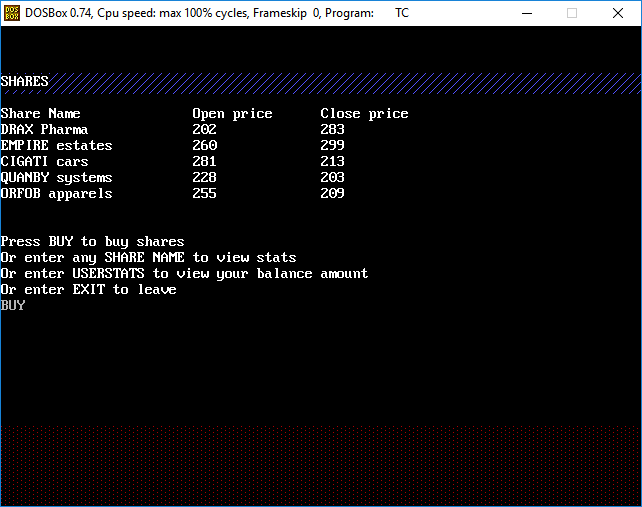 DOSBox 0.74, Cpu speed: max 100% cycles, Frameskip 0, Program: TC
SHARES
Share Name Open price Close price
DRAX Pharma 202 283
EMPIRE estates 260 299
CIGATI cars 281 213
QUANBY systems 228 203
ORFOB apparels 255 209
Press BUY to buy shares
Or enter any SHARE NAME to view stats
Or enter USERSTATS to view your balance amount
Or enter EXIT to leave
BUY